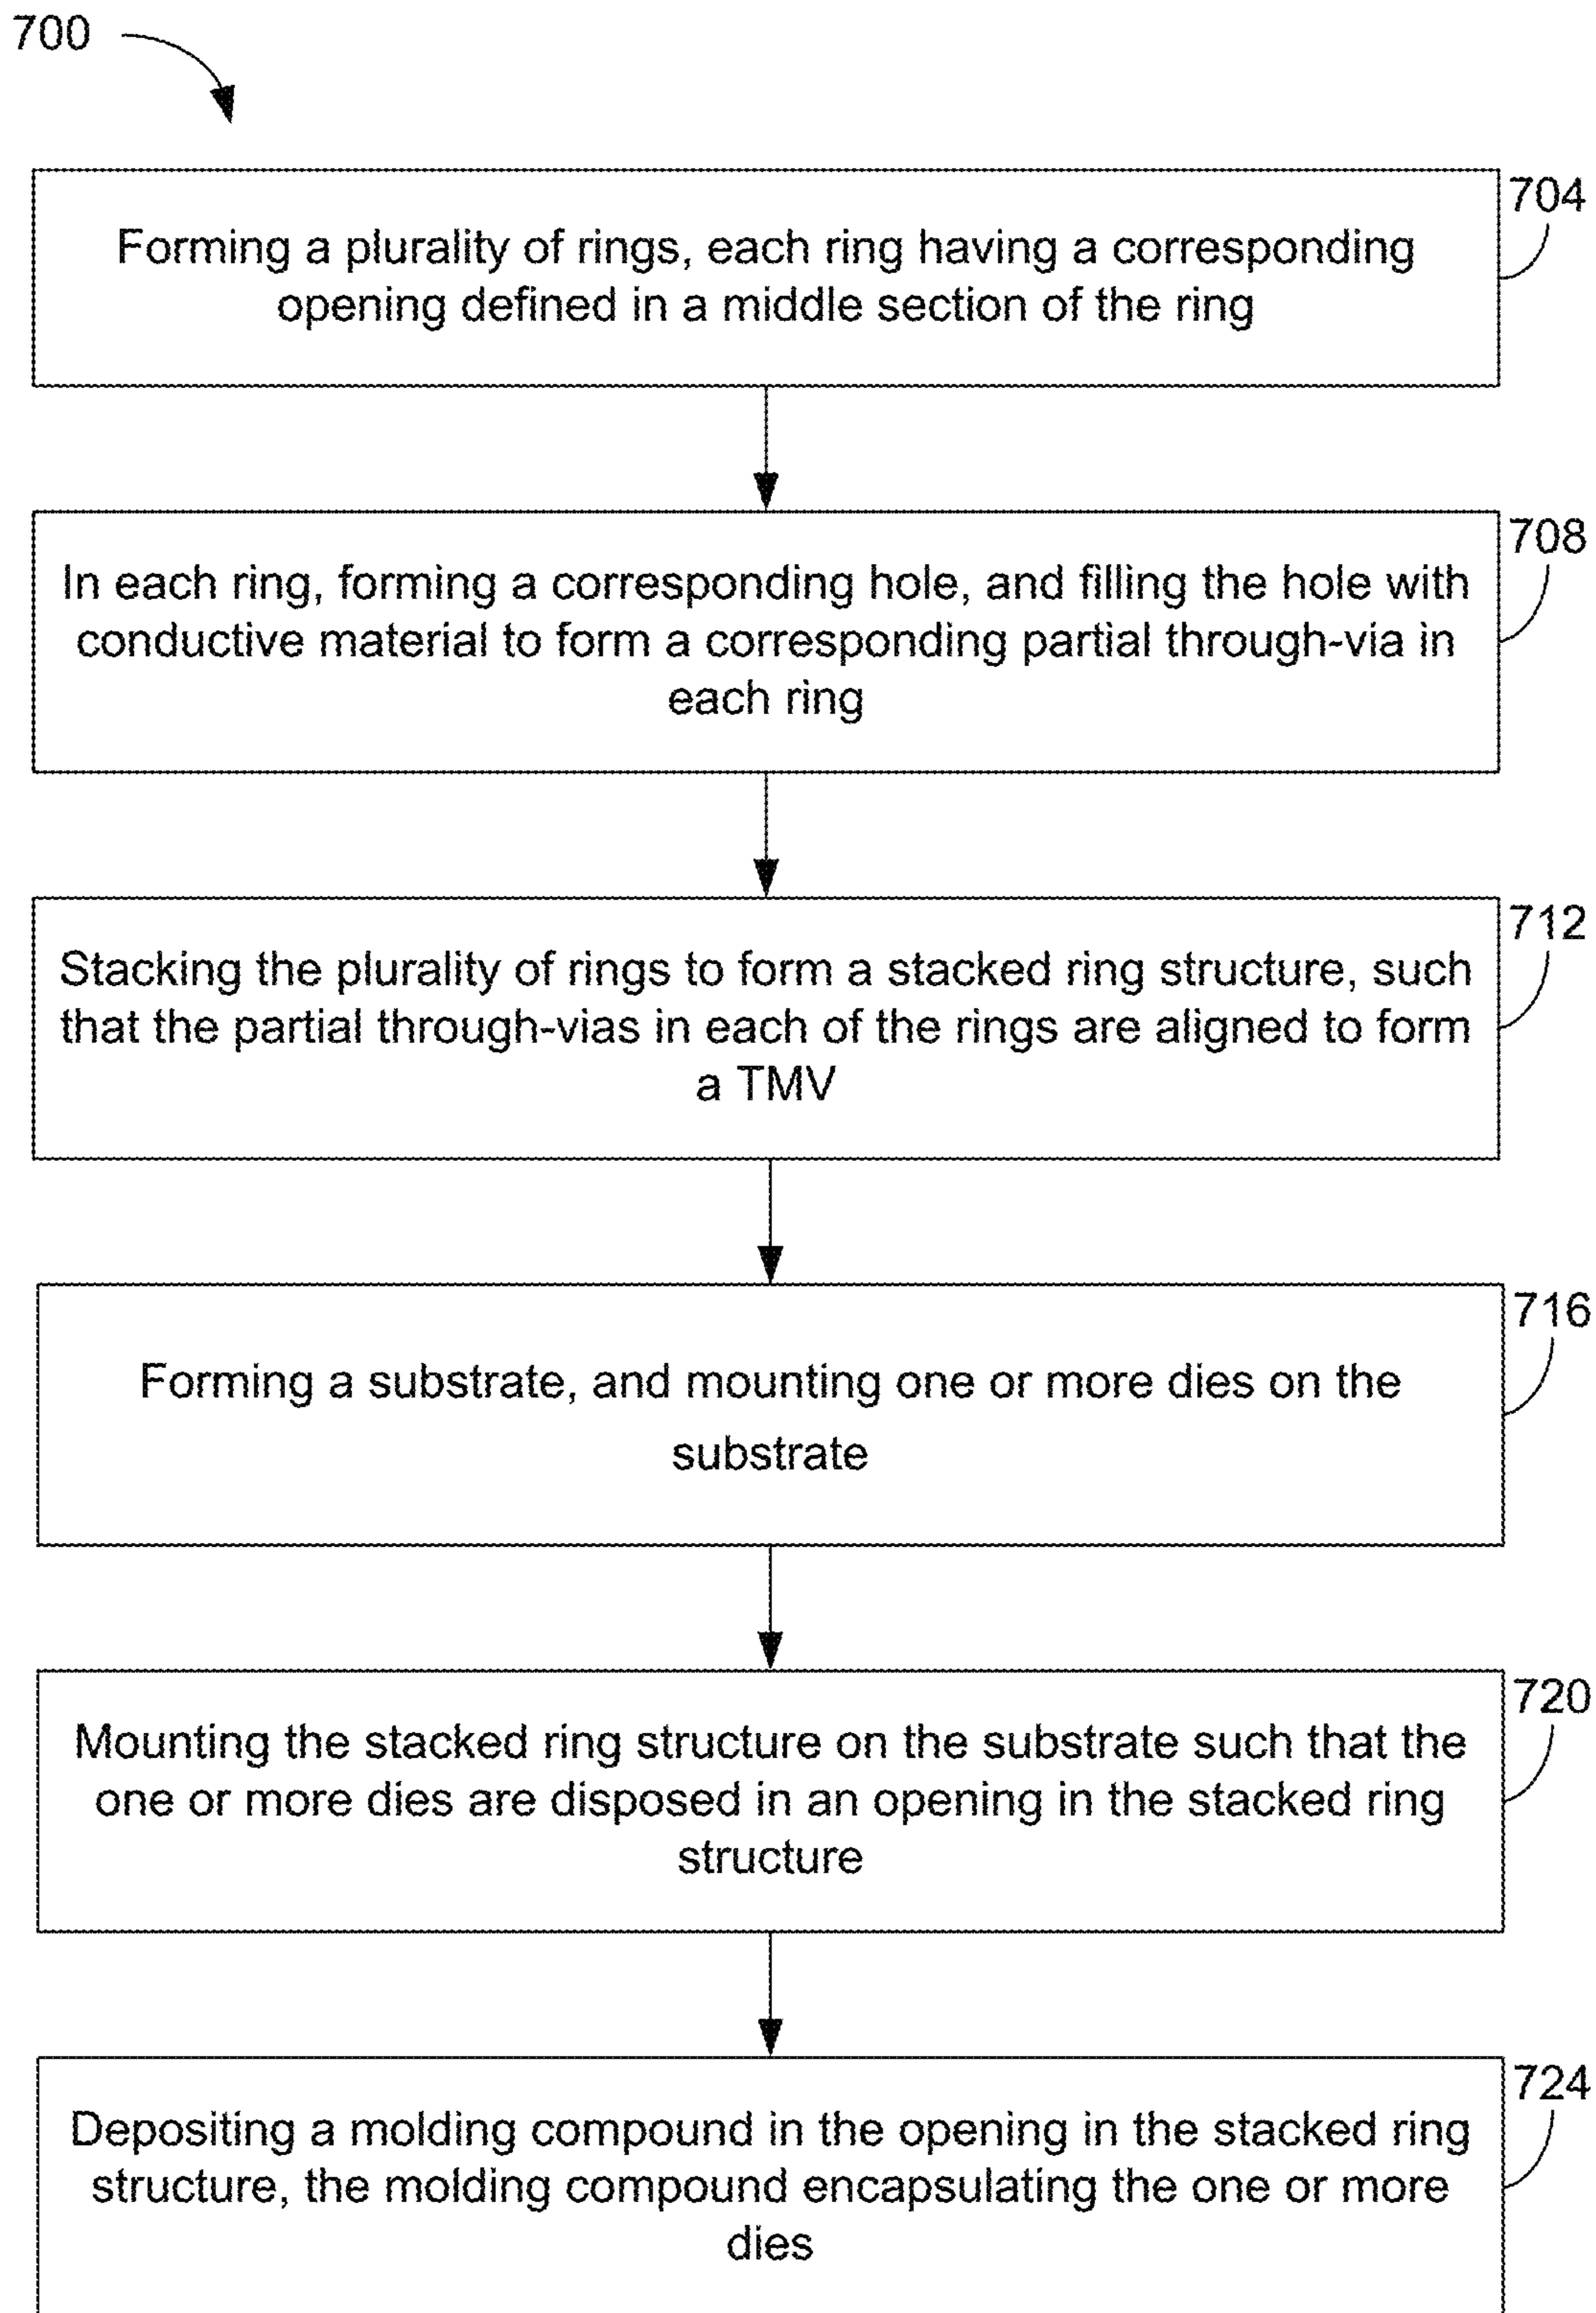 700
704
Forming a plurality of rings, each ring having a corresponding
opening defined in a middle section of the ring
708
In each ring, forming a corresponding hole, and filling the hole with
conductive material to form a corresponding partial through-via in
each ring
712
Stacking the plurality of rings to form a stacked ring structure, such
that the partial through-vias in each of the rings are aligned to form
a TMV
716
Forming a substrate, and mounting one or more dies on the
substrate
720
Mounting the stacked ring structure on the substrate such that the
one or more dies are disposed in an opening in the stacked ring
structure
724
Depositing a molding compound in the opening in the stacked ring
structure, the molding compound encapsulating the one or more
dies